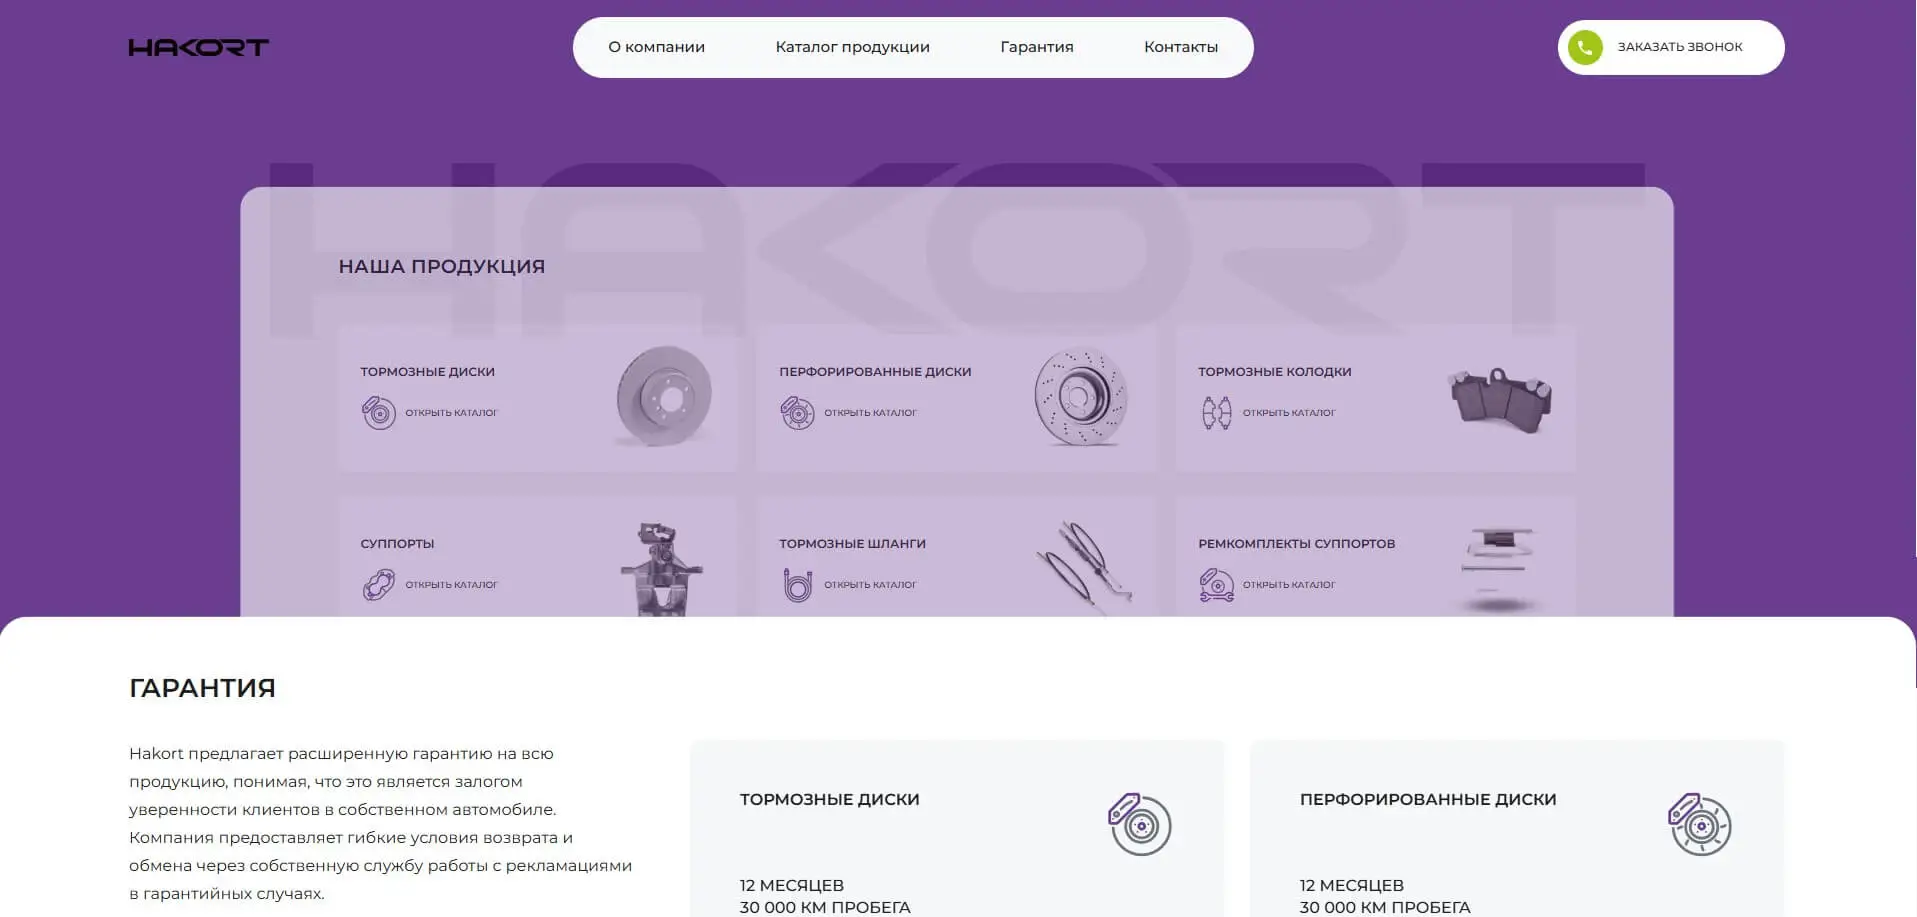 HAKORT
О компании
Каталог продукции
Гарантия
Контакты
ЗАКАЗАТЬ ЗВОНОК
HAKORT
НАША ПРОДУКЦИЯ
ТОРМОЗНЫЕ ДИСКИ
ОТКРЫТЬ КАТАЛОГ
ПЕРФОРИРОВАННЫЕ ДИСКИ
ОТКРЫТЬ КАТАЛОГ
ТОРМОЗНЫЕ КОЛОДКИ
ОТКРЫТЬ КАТАЛОГ
СУППОРТЫ
ОТКРЫТЬ КАТАЛОГ
ТОРМОЗНЫЕ ШЛАНГИ
ОТКРЫТЬ КАТАЛОГ
РЕМКОМПЛЕКТЫ СУППОРТОВ
ОТКРЫТЬ КАТАЛОГ
ГАРАНТИЯ
Hakort предлагает расширенную гарантию на всю
продукцию, понимая, что это является залогом
уверенности клиентов в собственном автомобиле.
Компания предоставляет гибкие условия возврата и
обмена через собственную службу работы с рекламациями
в гарантийных случаях.
ТОРМОЗНЫЕ ДИСКИ
12 МЕСЯЦЕВ
30 000 КМ ПРОБЕГА
ПЕРФОРИРОВАННЫЕ ДИСКИ
12 МЕСЯЦЕВ
30 000 КМ ПРОБЕГА